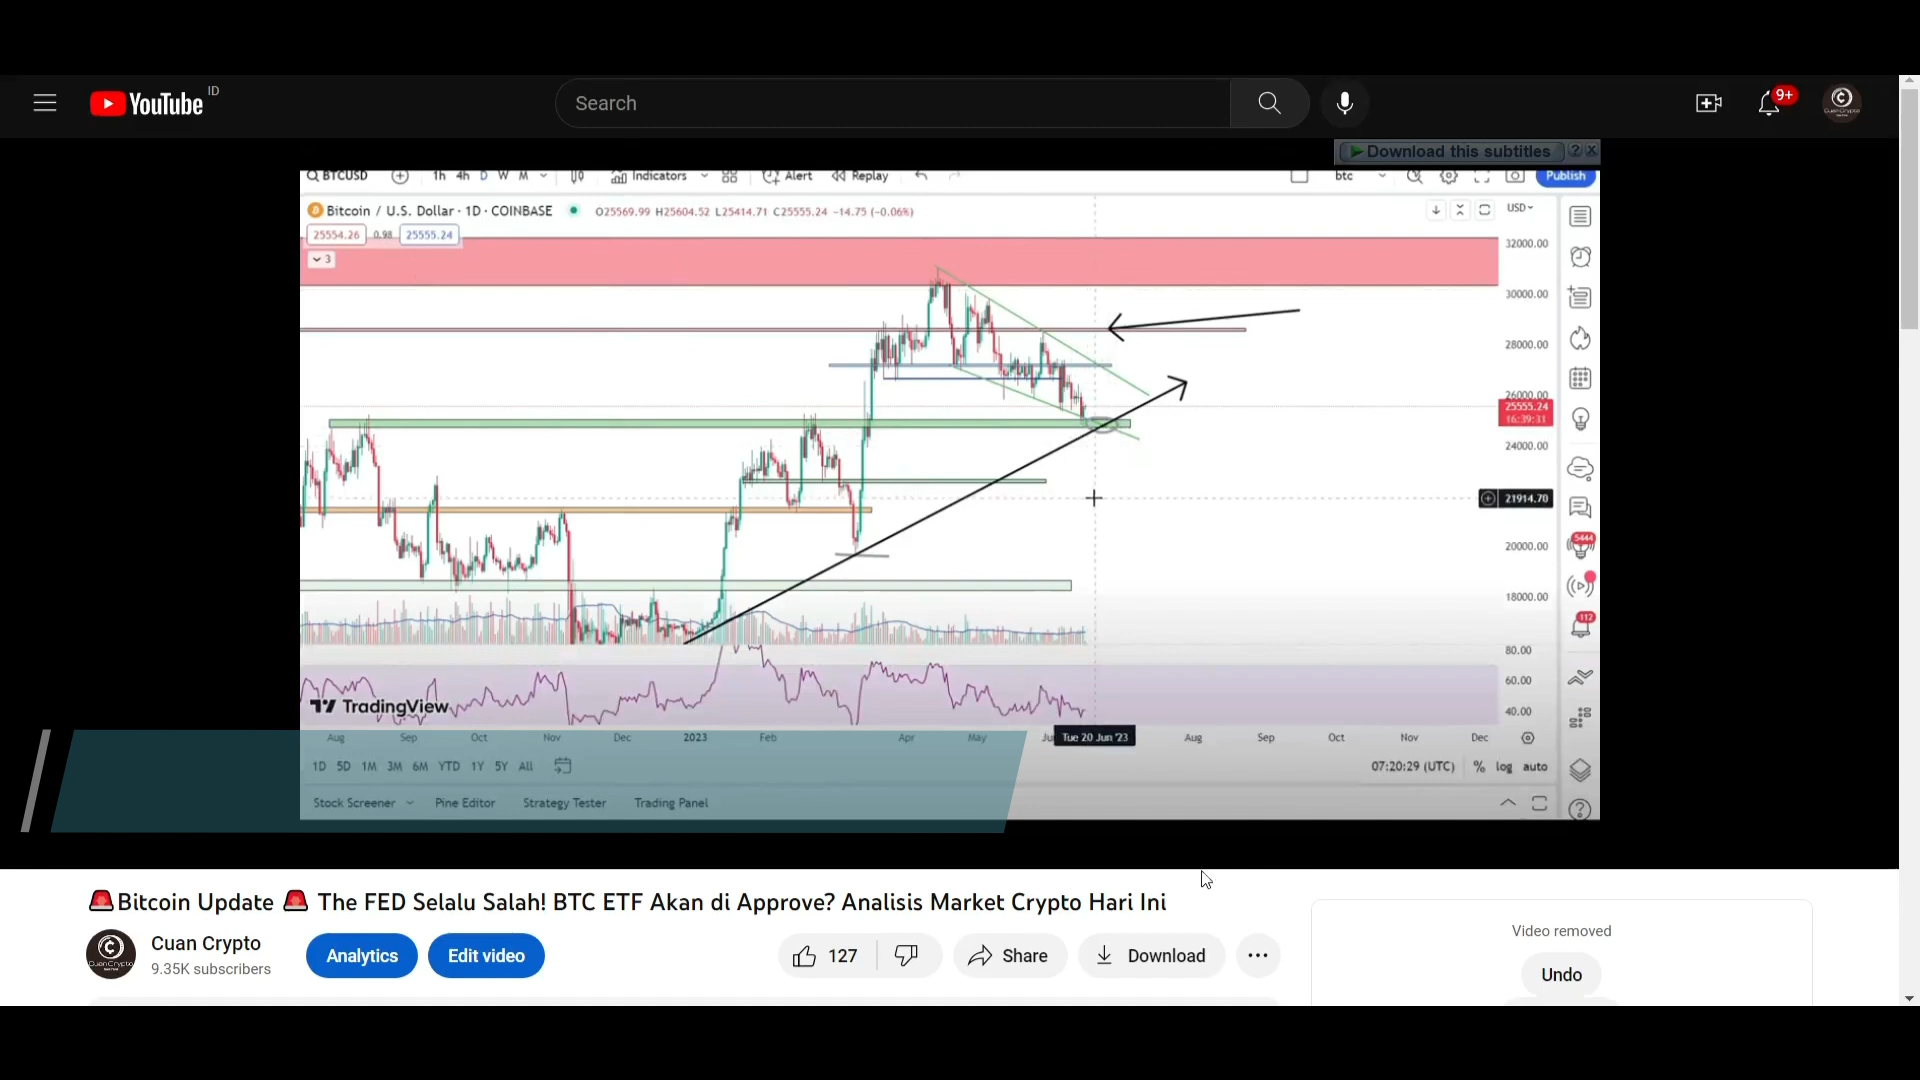 YouTube ID
Search
9+
Download this subtitles ? X
BTCUSD 1h 4h D W M Indicators Alert Replay btc Publish
Bitcoin / U.S. Dollar · 1D · COINBASE O25569.99 H25604.52 L25414.71 C25555.24 −14.75 (−0.06%) USD
25554.26 0.98 25555.24
3
32000.00
30000.00
28000.00
26000.00
25555.24
16:39:31
24000.00
21914.70
20000.00
18000.00
80.00
60.00
40.00
5444
112
TradingView
Aug Sep Oct Nov Dec 2023 Feb Apr May Tue 20 Jun '23 Aug Sep Oct Nov Dec
1D 5D 1M 3M 6M YTD 1Y 5Y All 07:20:29 (UTC) % log auto
Stock Screener Pine Editor Strategy Tester Trading Panel
🚨Bitcoin Update 🚨 The FED Selalu Salah! BTC ETF Akan di Approve? Analisis Market Crypto Hari Ini
Cuan Crypto
9.35K subscribers
Analytics
Edit video
127
Share
Download
Video removed
Undo